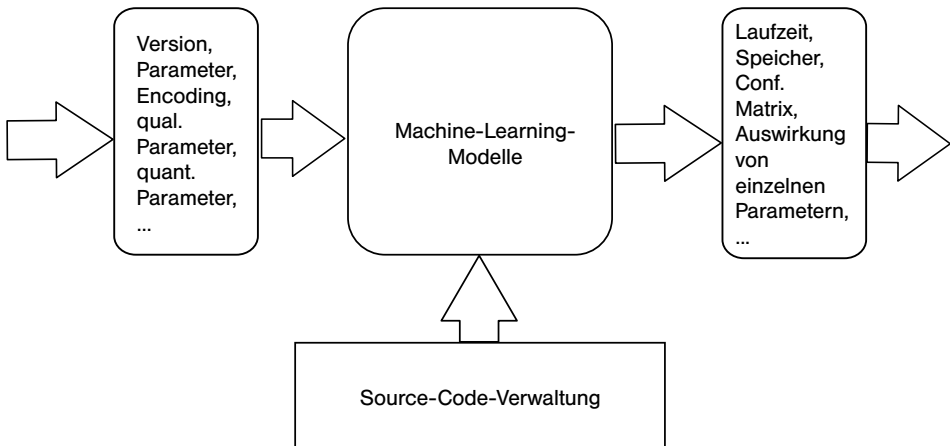 Version,
Parameter,
Encoding,
qual.
Parameter,
quant.
Parameter,
...
Machine-Learning-
Modelle
Laufzeit,
Speicher,
Conf.
Matrix,
Auswirkung
von
einzelnen
Parametern,
...
Source-Code-Verwaltung